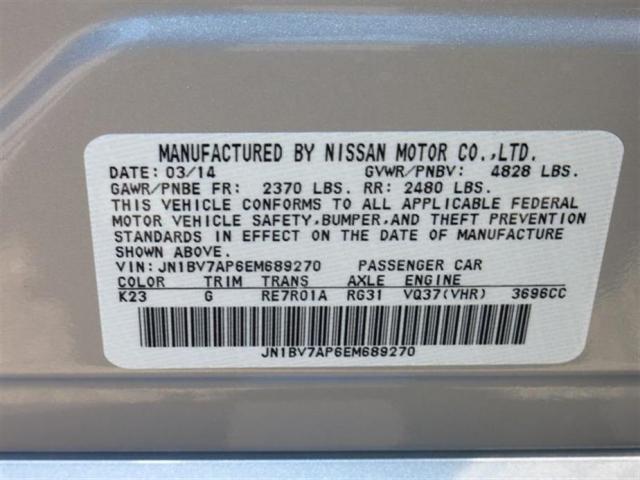 MANUFACTURED BY NISSAN MOTOR CO.,LTD.
DATE: 03/14 GVWR/PNBV: 4828 LBS.
GAWR/PNBE FR: 2370 LBS. RR: 2480 LBS.
THIS VEHICLE CONFORMS TO ALL APPLICABLE FEDERAL
MOTOR VEHICLE SAFETY,BUMPER,AND THEFT PREVENTION
STANDARDS IN EFFECT ON THE DATE OF MANUFACTURE
SHOWN ABOVE.
VIN:JN1BV7AP6EM689270 PASSENGER CAR
COLOR TRIM TRANS AXLE ENGINE
K23 G RE7R01A RG31 VQ37(VHR) 3696CC
JN1BV7AP6EM689270